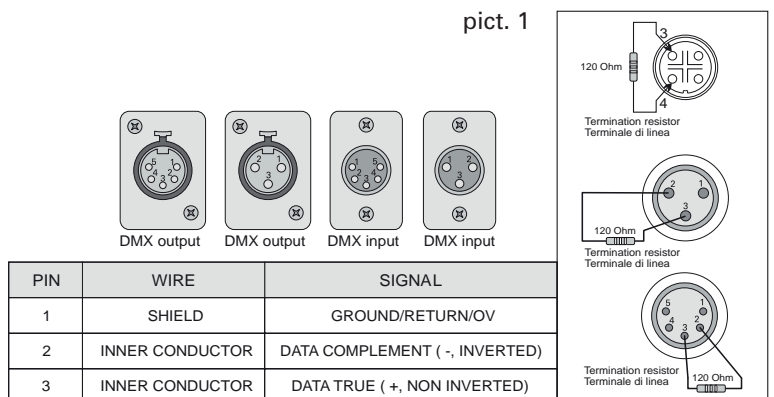 pict. 1
3
120 Ohm
4
Termination resistor
Terminale di linea
5 1
4 2
3
2 1
3
1 5
2 4
3
1 2
3
DMX output DMX output DMX input DMX input
2 1
3
120 Ohm
Termination resistor
Terminale di linea
5 1
4 2
3
Termination resistor
Terminale di linea
120 Ohm
PIN WIRE SIGNAL
1 SHIELD GROUND/RETURN/OV
2 INNER CONDUCTOR DATA COMPLEMENT ( -, INVERTED)
3 INNER CONDUCTOR DATA TRUE ( +, NON INVERTED)